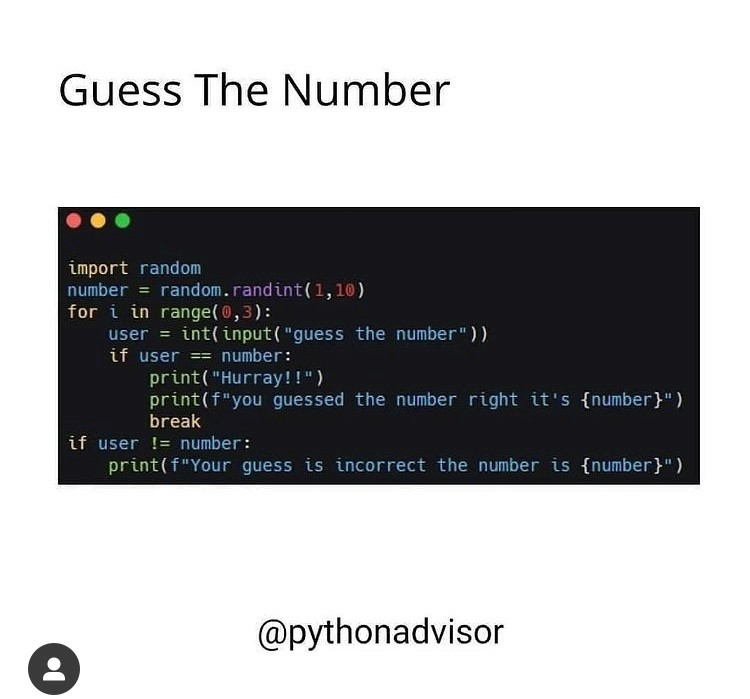 Guess The Number
import random
number = random.randint(1,10)
for i in range(0,3):
    user = int(input("guess the number"))
    if user == number:
        print("Hurray!!")
        print(f"you guessed the number right it's {number}")
        break
if user != number:
    print(f"Your guess is incorrect the number is {number}")
@pythonadvisor